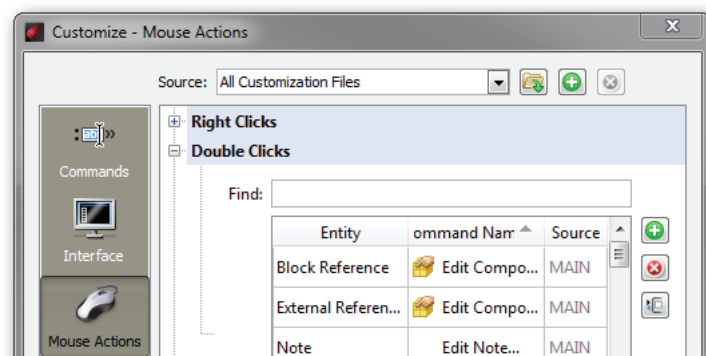 Customize - Mouse Actions
Source: All Customization Files
Right Clicks
Commands
Double Clicks
Find:
Interface
Entity ommand Nam Source
Block Reference Edit Compo... MAIN
External Referen... Edit Compo... MAIN
Mouse Actions
Note Edit Note... MAIN